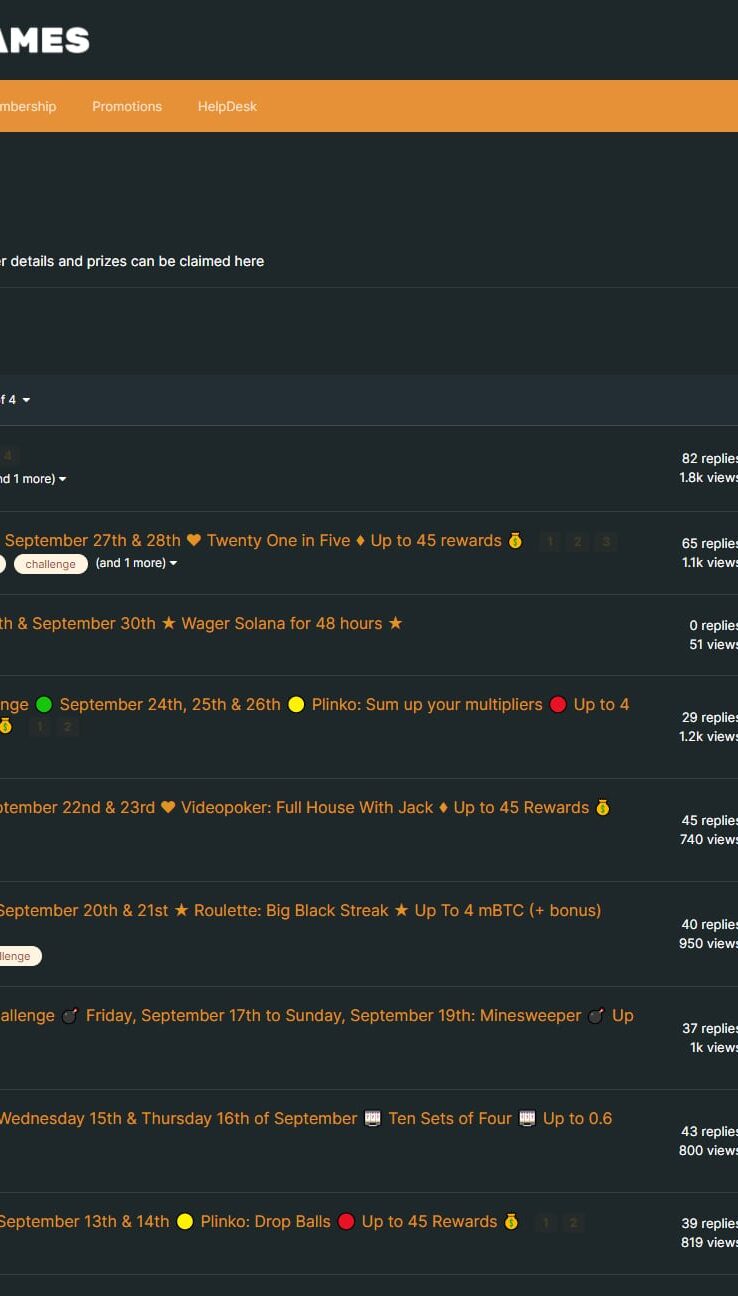 AMES
mbership Promotions HelpDesk
r details and prizes can be claimed here
f 4
4
nd 1 more)
82 replies
1.8k views
September 27th & 28th ♥ Twenty One in Five ♦ Up to 45 rewards 💰 1 2 3
challenge (and 1 more)
65 replies
1.1k views
th & September 30th ★ Wager Solana for 48 hours ★
0 replies
51 views
nge 🟢 September 24th, 25th & 26th 🟡 Plinko: Sum up your multipliers 🔴 Up to 4
💰 1 2
29 replies
1.2k views
ptember 22nd & 23rd ♥ Videopoker: Full House With Jack ♦ Up to 45 Rewards 💰
45 replies
740 views
September 20th & 21st ★ Roulette: Big Black Streak ★ Up To 4 mBTC (+ bonus)
llenge
40 replies
950 views
allenge 💣 Friday, September 17th to Sunday, September 19th: Minesweeper 💣 Up
37 replies
1k views
Wednesday 15th & Thursday 16th of September 🎰 Ten Sets of Four 🎰 Up to 0.6
43 replies
800 views
September 13th & 14th 🟡 Plinko: Drop Balls 🔴 Up to 45 Rewards 💰 1 2
39 replies
819 views